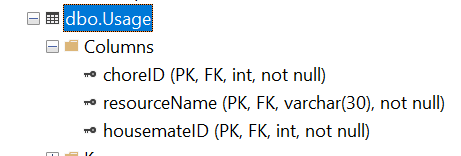 dbo.Usage
Columns
choreID (PK, FK, int, not null)
resourceName (PK, FK, varchar(30), not null)
housemateID (PK, FK, int, not null)